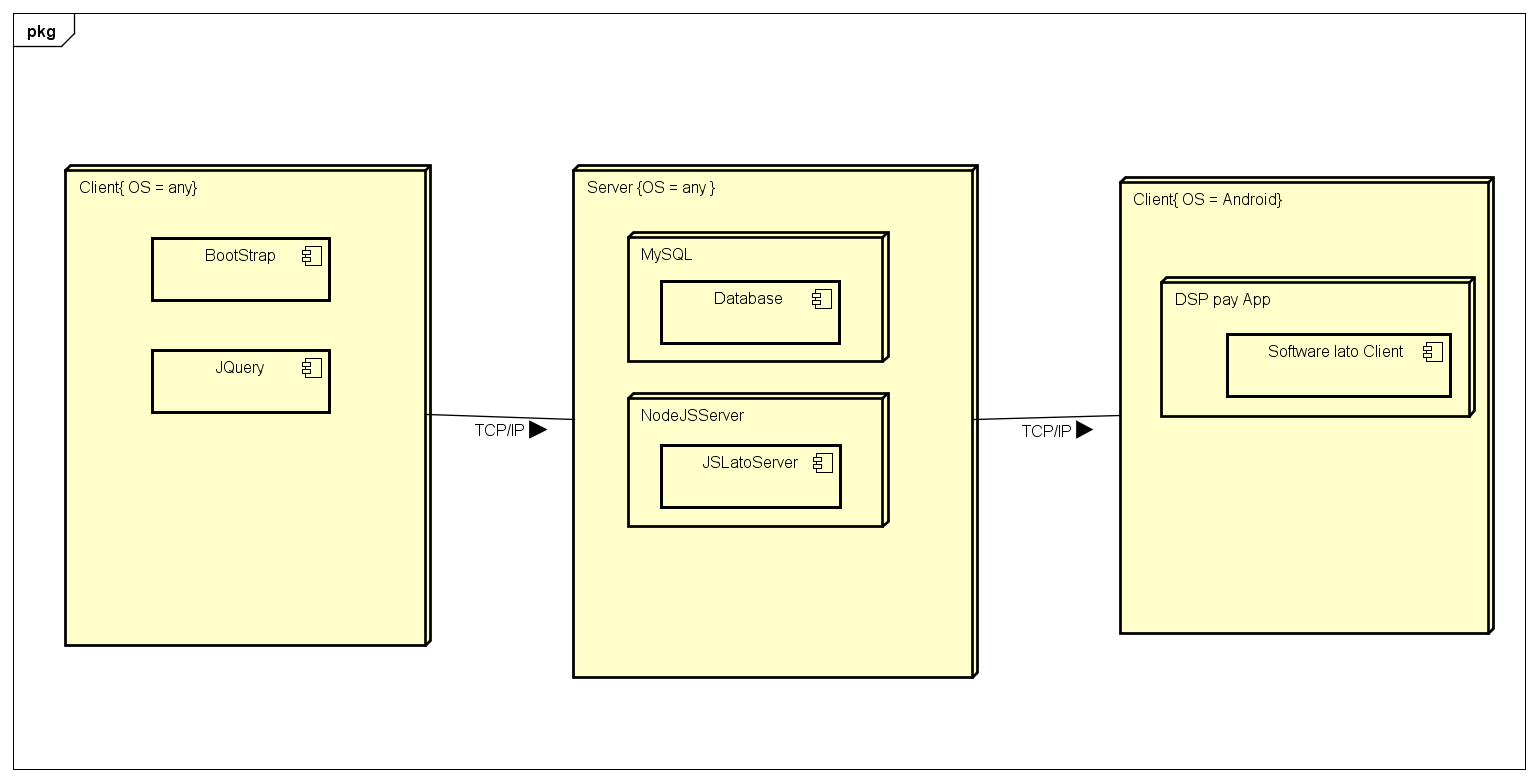 pkg
Client{ OS = any}
BootStrap
JQuery
TCP/IP
Server {OS = any }
MySQL
Database
NodeJSServer
JSLatoServer
TCP/IP
Client{ OS = Android}
DSP pay App
Software lato Client